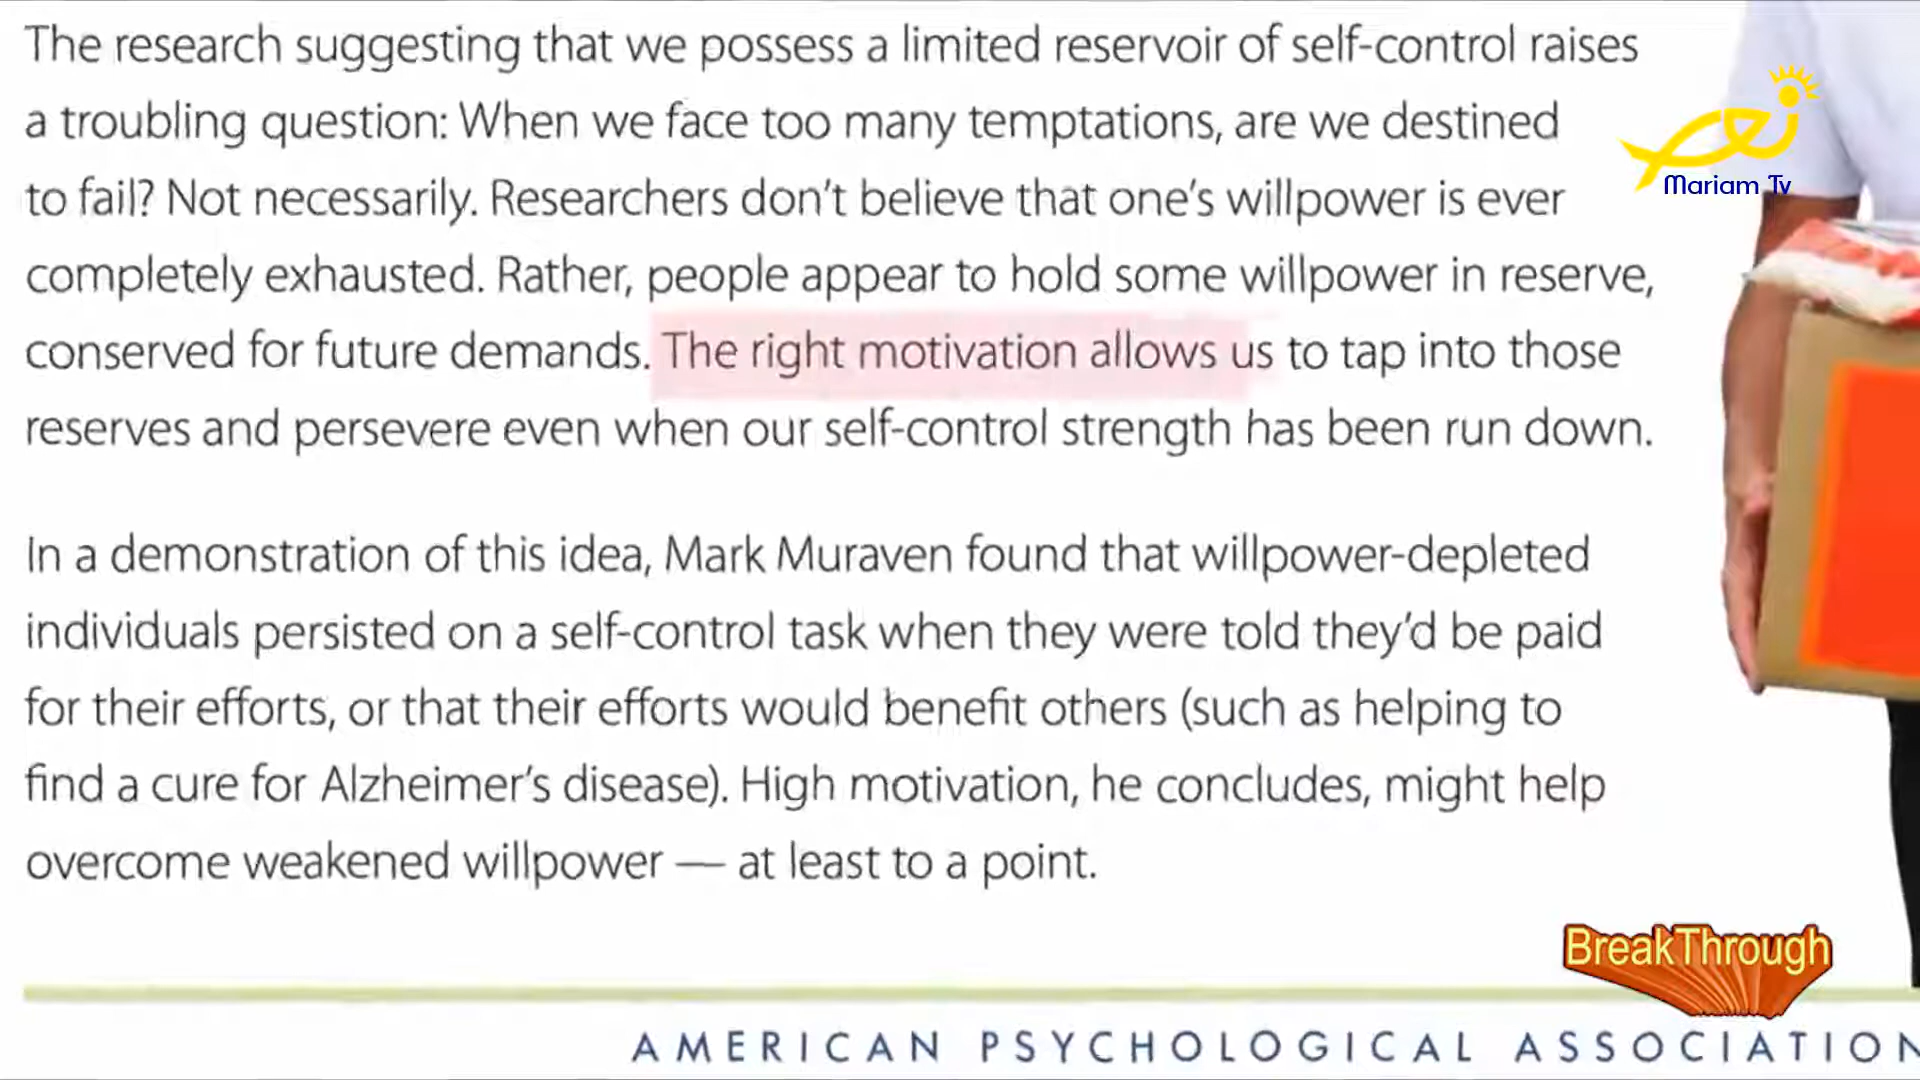 The research suggesting that we possess a limited reservoir of self-control raises
a troubling question: When we face too many temptations, are we destined
to fail? Not necessarily. Researchers don't believe that one's willpower is ever
completely exhausted. Rather, people appear to hold some willpower in reserve,
conserved for future demands. The right motivation allows us to tap into those
reserves and persevere even when our self-control strength has been run down.
In a demonstration of this idea, Mark Muraven found that willpower-depleted
individuals persisted on a self-control task when they were told they'd be paid
for their efforts, or that their efforts would benefit others (such as helping to
find a cure for Alzheimer's disease). High motivation, he concludes, might help
overcome weakened willpower — at least to a point.
Mariam Tv
BreakThrough
AMERICAN PSYCHOLOGICAL ASSOCIATION